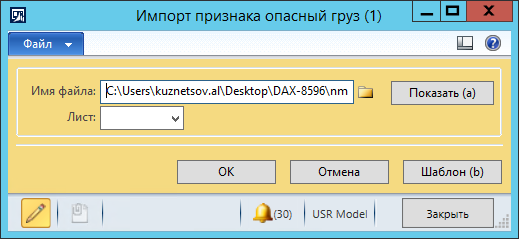 Импорт признака опасный груз (1)
Файл
Имя файла: C:\Users\kuznetsov.al\Desktop\DAX-8596\nm Показать (a)
Лист:
OK Отмена Шаблон (b)
(30) USR Model Закрыть